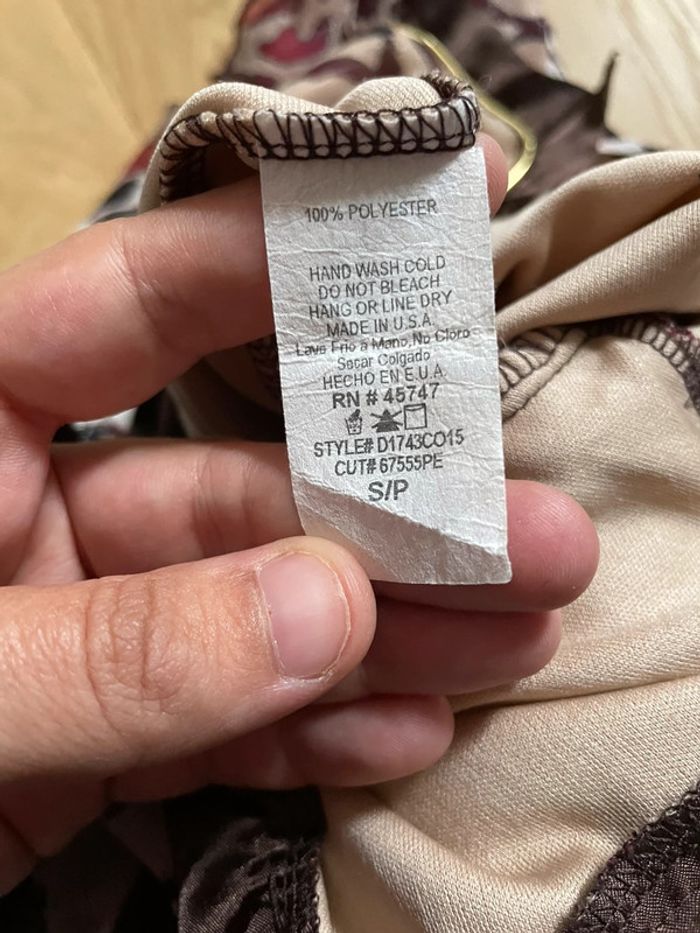 100% POLYESTER
HAND WASH COLD
DO NOT BLEACH
HANG OR LINE DRY
MADE IN U.S.A.
Lave Frio a Mano,No Cloro
Secar Colgado
HECHO EN E.U.A.
RN # 45747
STYLE# D1743CO15
CUT# 67555PE
S/P